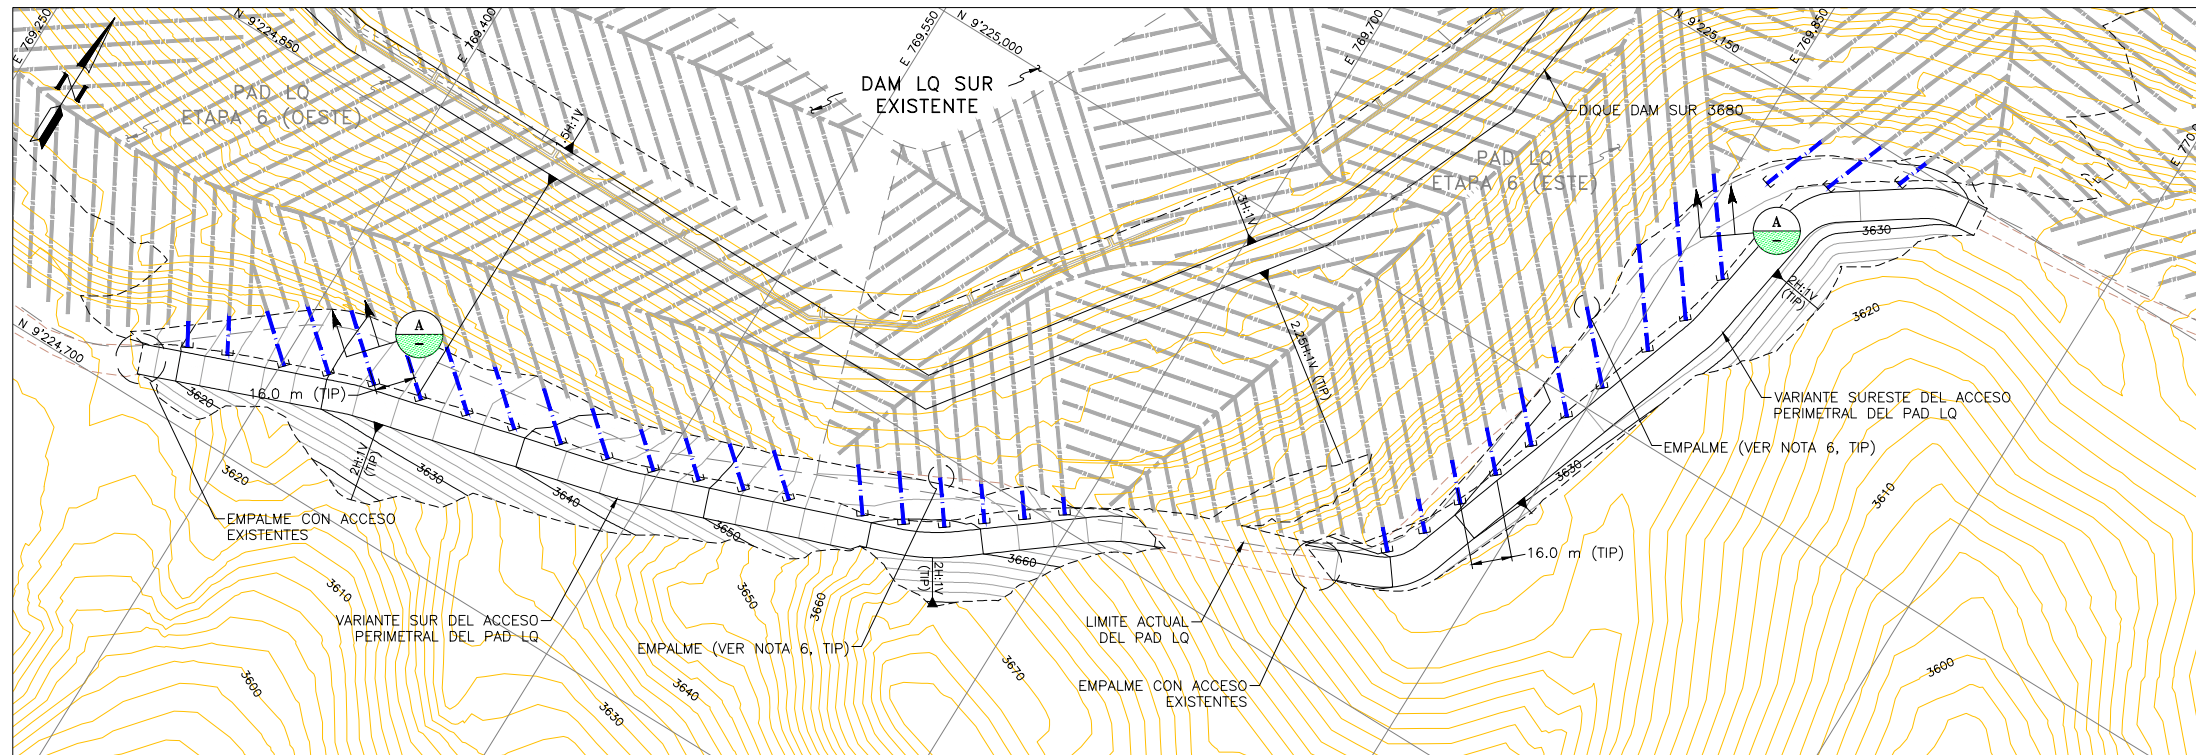 E 769,250
N 9'224,850
E 769,400
E 769,550
N 9'225,000
E 769,700
N 9'225,150
E 769,850
E 770,0
PAD LQ
ETAPA 6 (OESTE)
DAM LQ SUR
EXISTENTE
DIQUE DAM SUR 3680
PAD LQ
ETAPA 6 (ESTE)
.5H:1V
3H:1V
2.25H:1V (TIP)
A
-
A
-
3630
2H:1V
(TIP)
3620
N 9'224,700
16.0 m (TIP)
3620
2H:1V
(TIP)
3630
3620
3640
3650
3660
2H:1V
(TIP)
3630
16.0 m (TIP)
VARIANTE SURESTE DEL ACCESO
PERIMETRAL DEL PAD LQ
EMPALME (VER NOTA 6, TIP)
3610
EMPALME CON ACCESO
EXISTENTES
3610
3650
3660
VARIANTE SUR DEL ACCESO
PERIMETRAL DEL PAD LQ
EMPALME (VER NOTA 6, TIP)
LIMITE ACTUAL
DEL PAD LQ
EMPALME CON ACCESO
EXISTENTES
3600
3640
3630
3670
3600